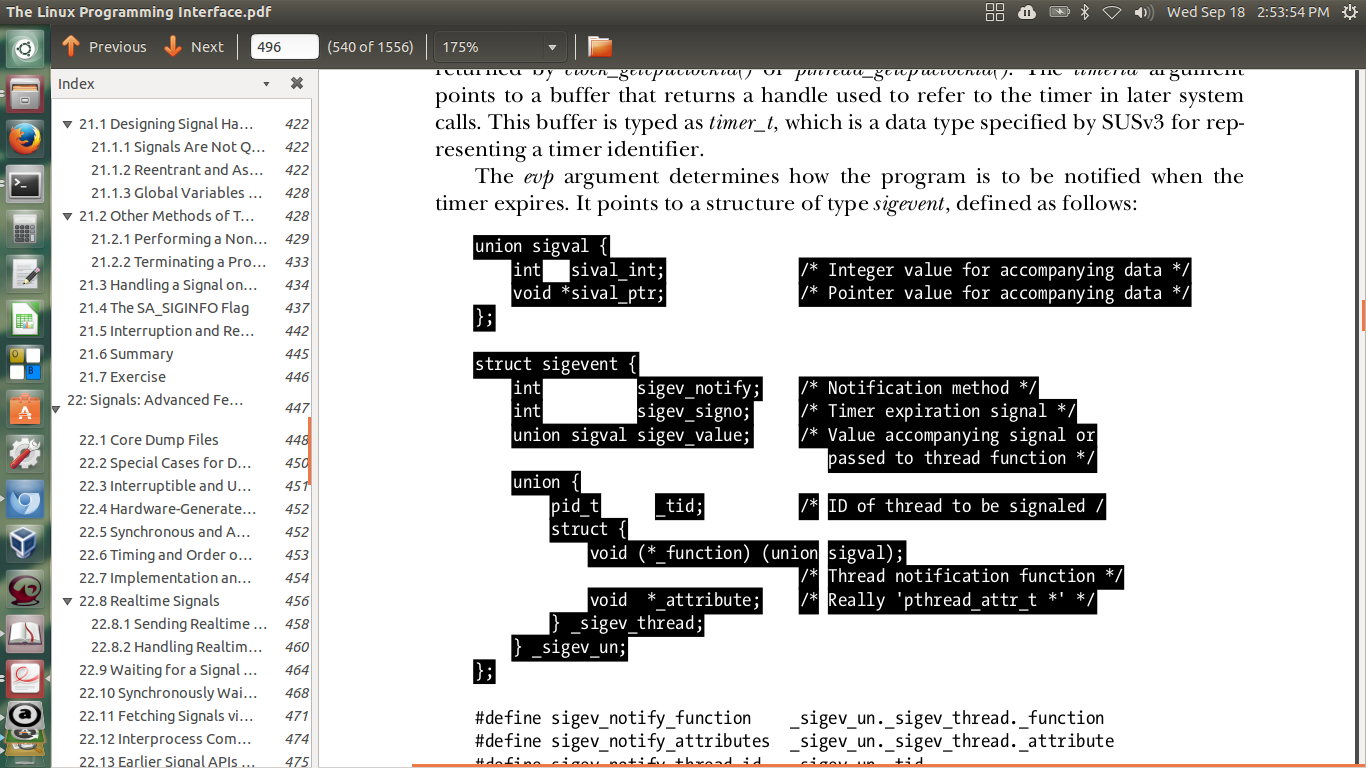 The Linux Programming Interface.pdf
Wed Sep 18 2:53:54 PM
Previous Next 496 (540 of 1556) 175%
Index
21.1 Designing Signal Ha... 422
21.1.1 Signals Are Not Q... 422
21.1.2 Reentrant and As... 422
21.1.3 Global Variables ... 428
21.2 Other Methods of T... 428
21.2.1 Performing a Non... 429
21.2.2 Terminating a Pro... 433
21.3 Handling a Signal on... 434
21.4 The SA_SIGINFO Flag 437
21.5 Interruption and Re... 442
21.6 Summary 445
21.7 Exercise 446
22: Signals: Advanced Fe... 447
22.1 Core Dump Files 448
22.2 Special Cases for D... 450
22.3 Interruptible and U... 451
22.4 Hardware-Generate... 452
22.5 Synchronous and A... 452
22.6 Timing and Order o... 453
22.7 Implementation an... 454
22.8 Realtime Signals 456
22.8.1 Sending Realtime ... 458
22.8.2 Handling Realtim... 460
22.9 Waiting for a Signal ... 464
22.10 Synchronously Wai... 468
22.11 Fetching Signals vi... 471
22.12 Interprocess Com... 474
22.13 Earlier Signal APIs ... 475
returned by clock_getcpuclockid() or pthread_getcpuclockid(). The timerid argument
points to a buffer that returns a handle used to refer to the timer in later system
calls. This buffer is typed as timer_t, which is a data type specified by SUSv3 for rep-
resenting a timer identifier.
The evp argument determines how the program is to be notified when the
timer expires. It points to a structure of type sigevent, defined as follows:
union sigval {
int sival_int; /* Integer value for accompanying data */
void *sival_ptr; /* Pointer value for accompanying data */
};
struct sigevent {
int sigev_notify; /* Notification method */
int sigev_signo; /* Timer expiration signal */
union sigval sigev_value; /* Value accompanying signal or
passed to thread function */
union {
pid_t _tid; /* ID of thread to be signaled /
struct {
void (*_function) (union sigval);
/* Thread notification function */
void *_attribute; /* Really 'pthread_attr_t *' */
} _sigev_thread;
} _sigev_un;
};
#define sigev_notify_function _sigev_un._sigev_thread._function
#define sigev_notify_attributes _sigev_un._sigev_thread._attribute
#define sigev_notify_thread_id _sigev_un._tid